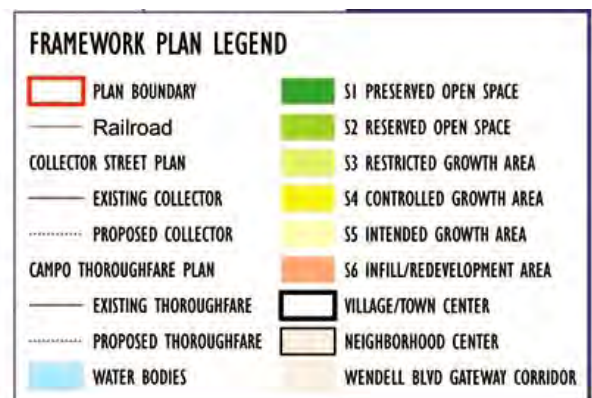 FRAMEWORK PLAN LEGEND
PLAN BOUNDARY
Railroad
COLLECTOR STREET PLAN
EXISTING COLLECTOR
PROPOSED COLLECTOR
CAMPO THOROUGHFARE PLAN
EXISTING THOROUGHFARE
PROPOSED THOROUGHFARE
WATER BODIES
S1 PRESERVED OPEN SPACE
S2 RESERVED OPEN SPACE
S3 RESTRICTED GROWTH AREA
S4 CONTROLLED GROWTH AREA
S5 INTENDED GROWTH AREA
S6 INFILL/REDEVELOPMENT AREA
VILLAGE/TOWN CENTER
NEIGHBORHOOD CENTER
WENDELL BLVD GATEWAY CORRIDOR